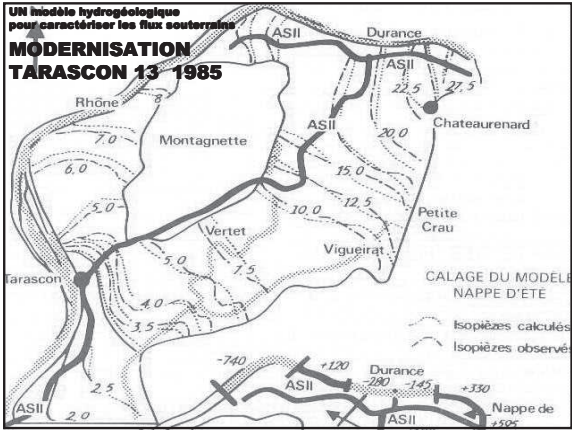 UN modèle hydrogéologique
pour caractériser les flux souterrains
MODERNISATION
TARASCON 13 1985
ASII
Durance
ASII
Rhône
8
22,5
27,5
Chateaurenard
ASII
20,0
7,0
Montagnette
6,0
15,0
5,0
12,5
10,0
Petite
Crau
Vertet
Vigueirat
5,0
7,5
Tarascon
CALAGE DU MODÈLE
NAPPE D'ÉTÉ
4,0
3,5
Isopièzes calculés
Isopièzes observés
-740
+120
Durance
-280
-145
+330
ASII
2,5
ASII
2,0
ASII
Nappe de
+595